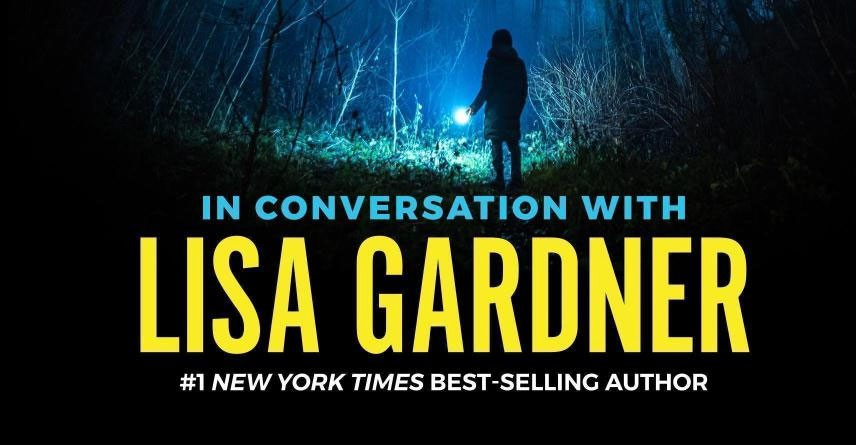 IN CONVERSATION WITH
LISA GARDNER
#1 NEW YORK TIMES BEST-SELLING AUTHOR